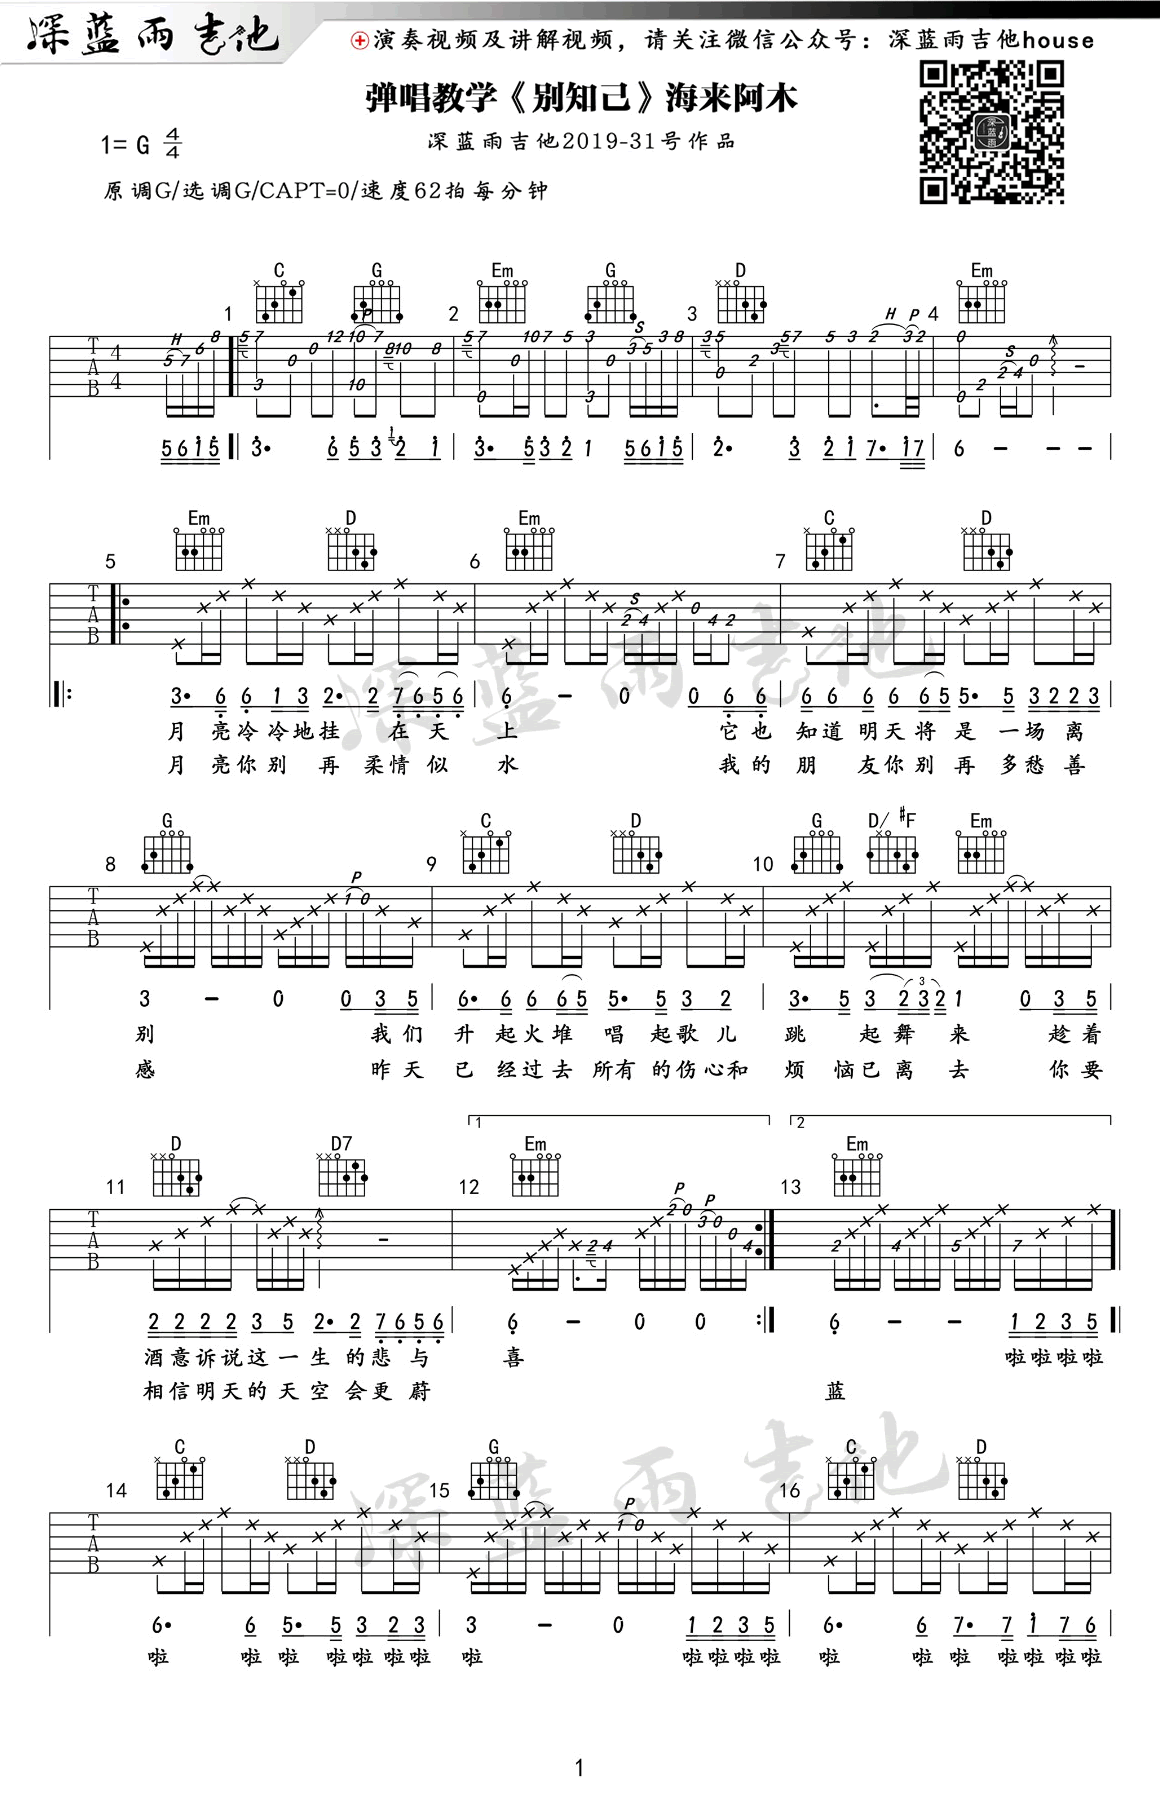 深蓝雨吉他
演奏视频及讲解视频，请关注微信公众号：深蓝雨吉他house
弹唱教学《别知己》海来阿木
深蓝雨
1= G 4/4
深蓝雨吉他2019-31号作品
原调G/选调G/CAPT=0/速度62拍每分钟
C G Em G D Em
1 2 3 4
T A B 4/4
5 6 1 5 3· 6 5 3 2 1 3· 5 3 2 1 5 6 1 5 2· 3 2 1 7· 1 7 6 - - -
Em D Em C D
5 6 7
T A B
3· 6 6 1 3 2· 2 7 6 5 6 6 - 0 0 6 6 6 6 6 6 5 5· 5 3 2 2 3
月 亮冷冷地挂 在天 上 它也 知道明天将是一场离
月 亮你别 再柔情似 水 我的朋 友你别再多愁善
G C D G D/#F Em
8 9 10
T A B
3 - 0 0 3 5 6· 6 6 6 5 5· 5 3 2 3· 5 3 2 3 2 1 0 3 5
别 我们 升 起火堆 唱 起歌儿 跳 起舞 来 趁着
感 昨天 已 经过去 所有的伤心和 烦 恼已离 去 你要
D D7 Em Em
11 12 13
1 2
T A B
2 2 2 2 3 5 2· 2 7 6 5 6 6 - 0 0 6 - 1 2 3 5
酒意诉说这一生的悲与 喜 啦啦啦啦
相信明天的天空会更蔚 蓝
C D G C D
14 15 16
T A B
6· 6 5· 5 3 2 3 3 - 0 1 2 3 5 6· 6 7· 7 1 7 6
啦 啦 啦 啦啦啦啦 啦 啦啦啦啦 啦 啦 啦 啦啦啦啦
深蓝雨吉他
深蓝雨吉他
1